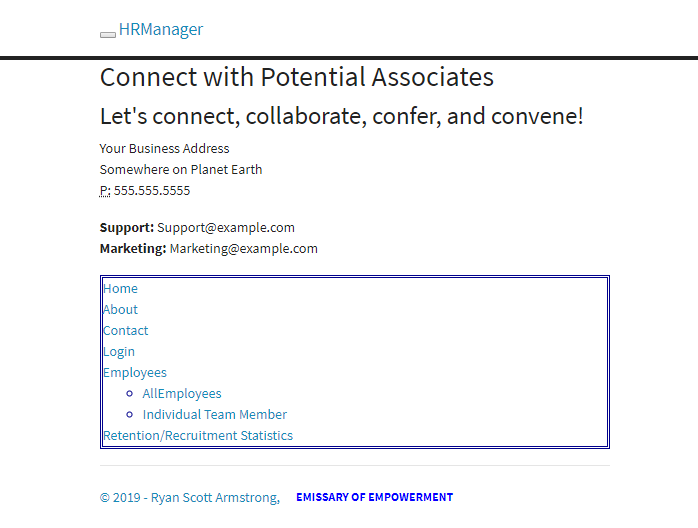 HRManager
Connect with Potential Associates
Let's connect, collaborate, confer, and convene!
Your Business Address
Somewhere on Planet Earth
P: 555.555.5555
Support: Support@example.com
Marketing: Marketing@example.com
Home
About
Contact
Login
Employees
AllEmployees
Individual Team Member
Retention/Recruitment Statistics
© 2019 - Ryan Scott Armstrong, EMISSARY OF EMPOWERMENT